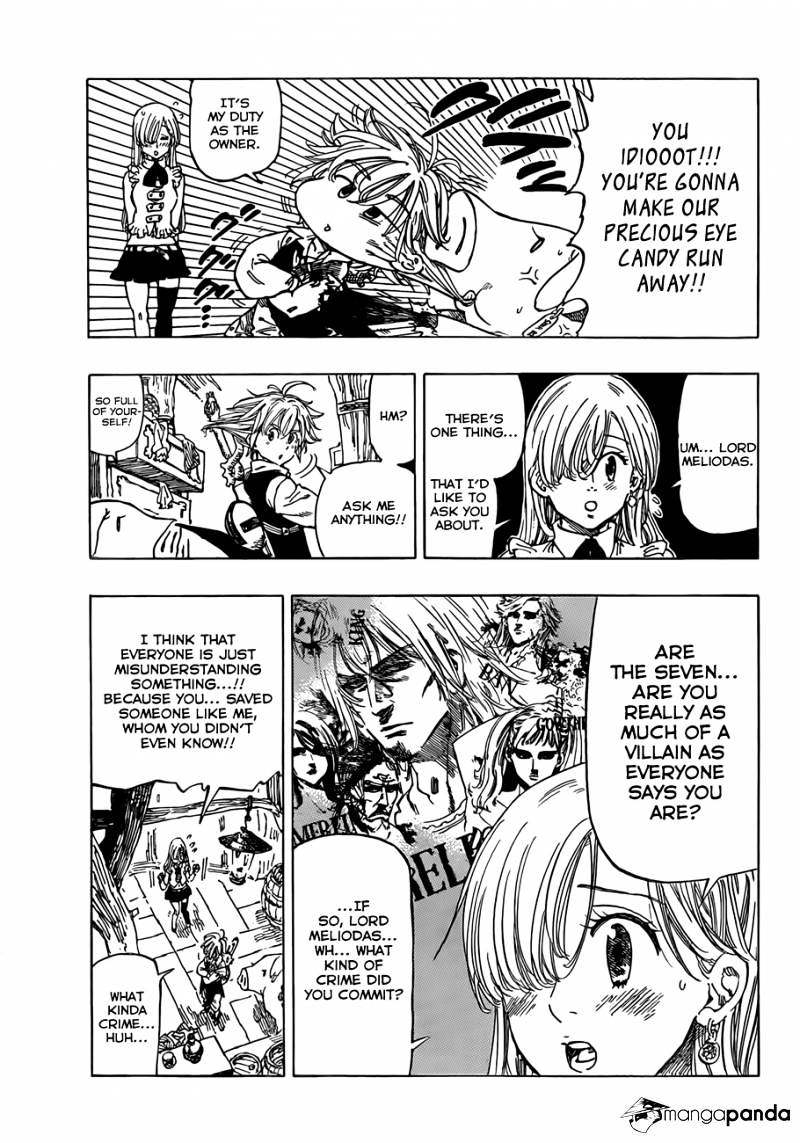 YOU
IDIOOOT!!!
YOU'RE GONNA
MAKE OUR
PRECIOUS EYE
CANDY RUN
AWAY!!
IT'S
MY DUTY
AS THE
OWNER.
UM... LORD
MELIODAS.
THERE'S
ONE THING...
THAT I'D
LIKE TO
ASK YOU
ABOUT.
HM?
ASK ME
ANYTHING!!
SO FULL
OF YOUR-
SELF!
ARE
THE SEVEN...
ARE YOU
REALLY AS
MUCH OF A
VILLAIN AS
EVERYONE
SAYS YOU
ARE?
KING
BAN
MERLIN
...IF
SO, LORD
MELIODAS...
WH... WHAT
KIND OF
CRIME DID
YOU COMMIT?
I THINK THAT
EVERYONE IS JUST
MISUNDERSTANDING
SOMETHING...!!
BECAUSE YOU... SAVED
SOMEONE LIKE ME,
WHOM YOU DIDN'T
EVEN KNOW!!
WHAT
KINDA
CRIME...
HUH...
mangapanda